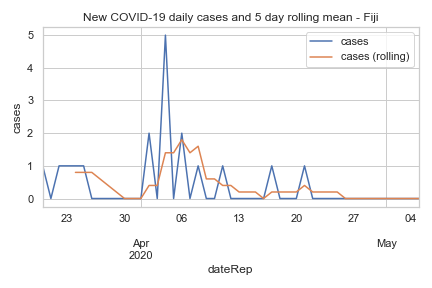 New COVID-19 daily cases and 5 day rolling mean - Fiji
cases
cases (rolling)
5
4
3
2
1
0
cases
23
30
06
13
20
27
04
Apr
2020
May
dateRep